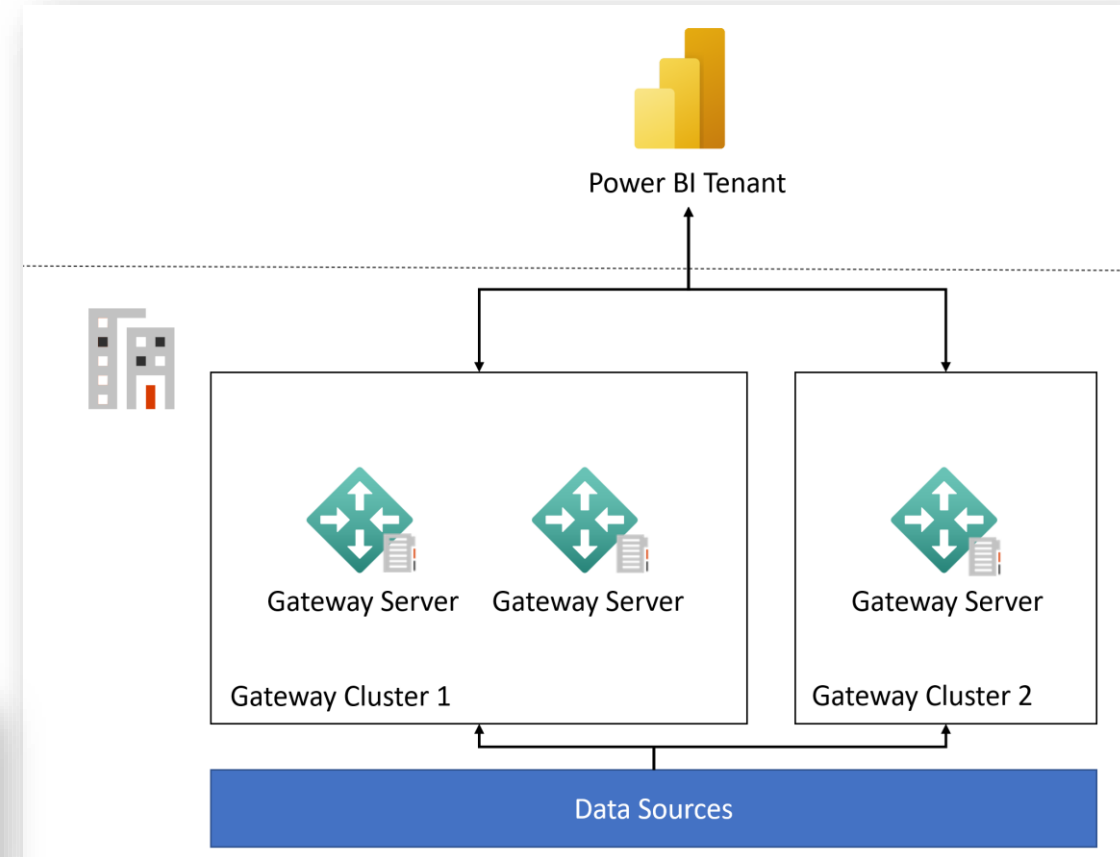 Power BI Tenant
Gateway Server
Gateway Server
Gateway Server
Gateway Cluster 1
Gateway Cluster 2
Data Sources